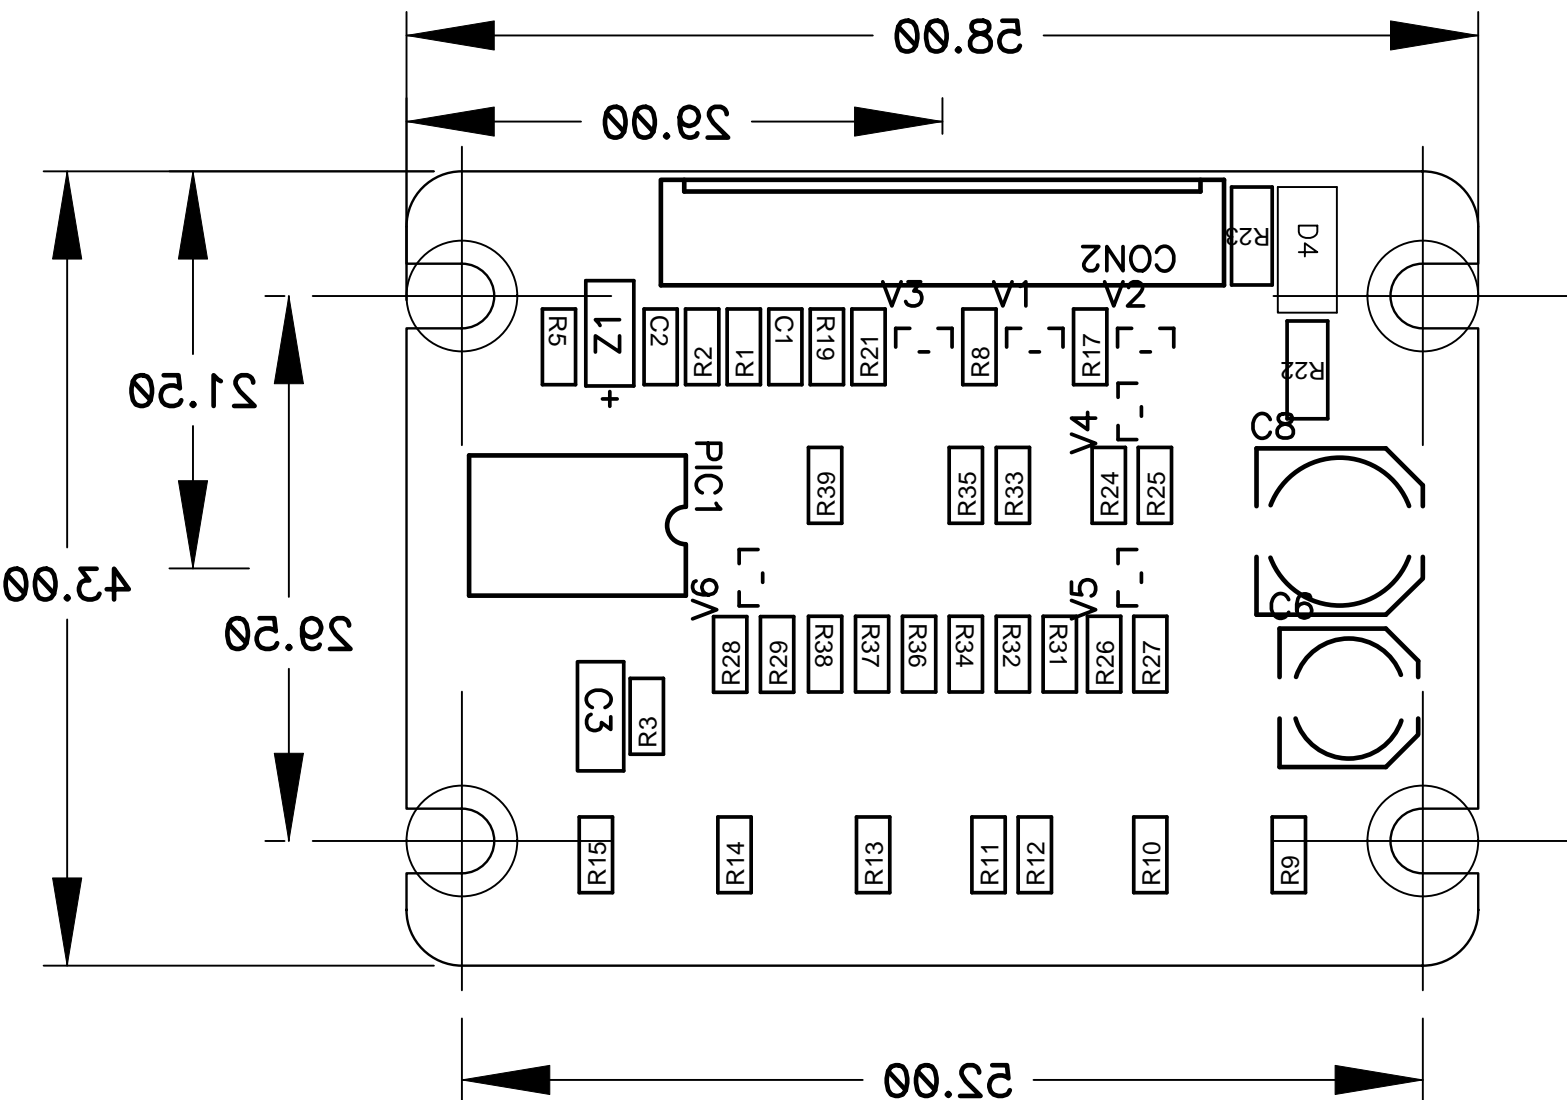 58.00
29.00
CON2
R23
D4
V3
V1
V2
R5
Z1
C2
R2
R1
C1
R19
R21
R8
R17
R22
21.50
+
V4
C8
PIC1
R39
R35
R33
R24
R25
43.00
29.50
V6
V5
C6
R28
R29
R38
R37
R36
R34
R32
R31
R26
R27
C3
R3
R15
R14
R13
R11
R12
R10
R9
52.00